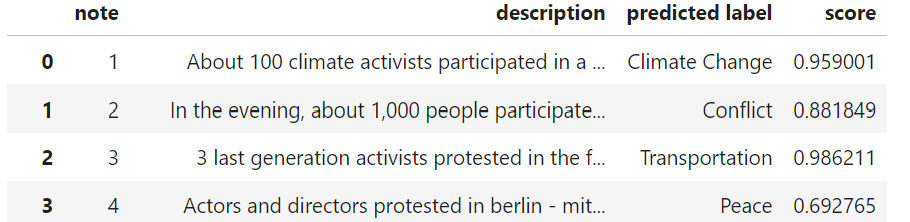 note description predicted label score
0 1 About 100 climate activists participated in a ... Climate Change 0.959001
1 2 In the evening, about 1,000 people participate... Conflict 0.881849
2 3 3 last generation activists protested in the f... Transportation 0.986211
3 4 Actors and directors protested in berlin - mit... Peace 0.692765